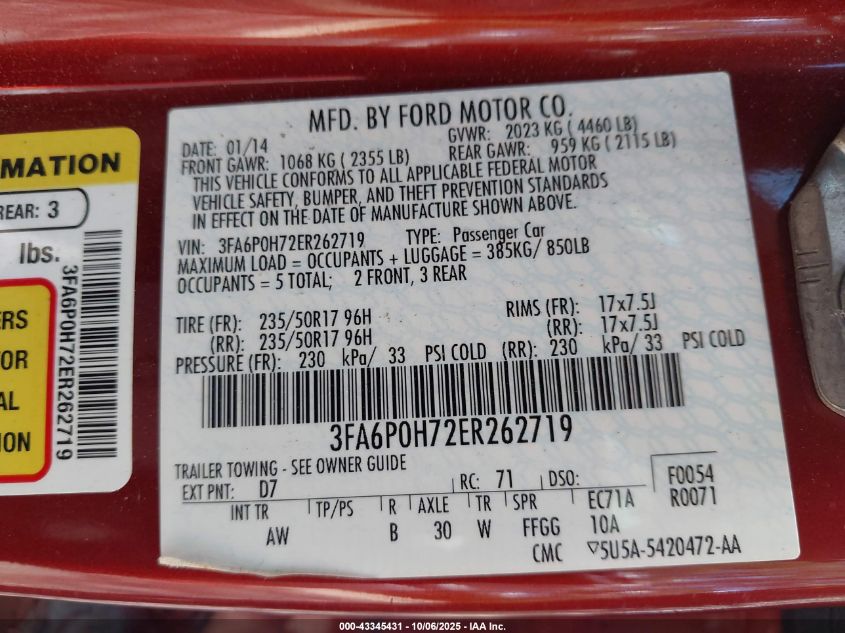 MATION
REAR: 3
lbs.
ERS
TOR
AL
ION
3FA6P0H72ER262719
MFD. BY FORD MOTOR CO.
DATE: 01/14 GVWR: 2023 KG ( 4460 LB)
FRONT GAWR: 1068 KG ( 2355 LB) REAR GAWR: 959 KG ( 2115 LB)
THIS VEHICLE CONFORMS TO ALL APPLICABLE FEDERAL MOTOR
VEHICLE SAFETY, BUMPER, AND THEFT PREVENTION STANDARDS
IN EFFECT ON THE DATE OF MANUFACTURE SHOWN ABOVE.
VIN: 3FA6P0H72ER262719 TYPE: Passenger Car
MAXIMUM LOAD = OCCUPANTS + LUGGAGE = 385KG/ 850LB
OCCUPANTS = 5 TOTAL; 2 FRONT, 3 REAR
TIRE (FR): 235/50R17 96H RIMS (FR): 17x7.5J
(RR): 235/50R17 96H (RR): 17x7.5J
PRESSURE (FR): 230 kPa/ 33 PSI COLD (RR): 230 kPa/ 33 PSI COLD
3FA6P0H72ER262719
TRAILER TOWING - SEE OWNER GUIDE
EXT PNT: D7 RC: 71 DSO: F0054
R0071
INT TR TP/PS R AXLE TR SPR EC71A
AW B 30 W FFGG 10A
CMC ▽5U5A-5420472-AA
000-43345431 - 10/06/2025 - IAA Inc.